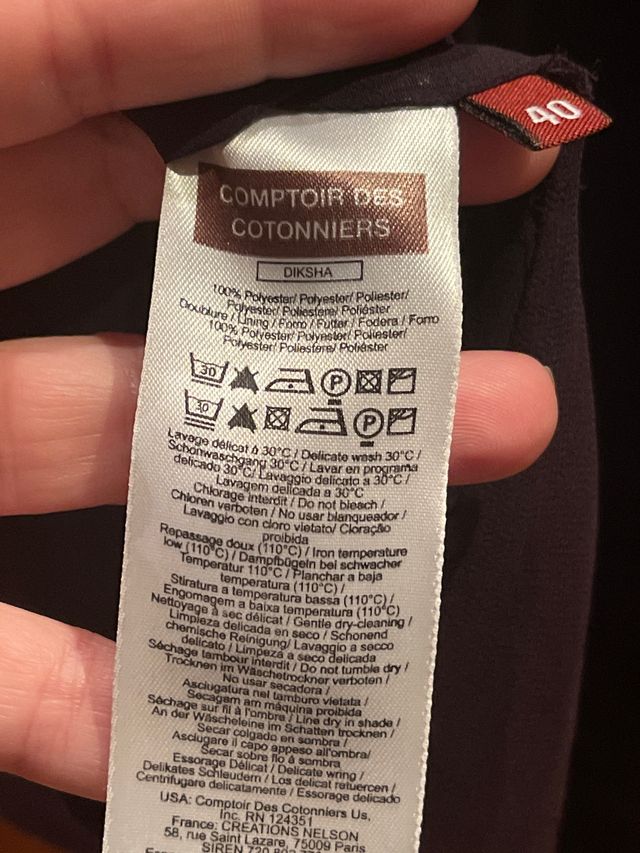 40
COMPTOIR DES
COTONNIERS
DIKSHA
100% Polyester/ Polyester/ Poliester/
Polyester/ Poliestere/ Poliéster
Doublure / Lining / Forro / Futter / Fodera / Forro
100% Polyester/ Polyester/ Poliester/
Polyester/ Poliestere/ Poliéster
30 P
30 P
Lavage délicat à 30°C / Delicate wash 30°C /
Schonwaschgang 30°C / Lavar en programa
delicado 30°C/ Lavaggio delicato a 30°C /
Lavagem delicada a 30°C
Chlorage interdit / Do not bleach /
Chloren verboten / No usar blanqueador /
Lavaggio con cloro vietato/ Cloração
proibida
Repassage doux (110°C) / Iron temperature
low (110°C) / Dampfbügeln bei schwacher
Temperatur 110°C / Planchar a baja
temperatura (110°C) /
Stiratura a temperatura bassa (110°C) /
Engomagem a baixa temperatura (110°C)
Nettoyage à sec délicat / Gentle dry-cleaning /
Limpieza delicada en seco / Schonend
chemische Reinigung/ Lavaggio a secco
delicato / Limpeza a seco delicada
Séchage tambour interdit / Do not tumble dry /
Trocknen im Wäschetrockner verboten /
No usar secadora /
Asciugatura nel tamburo vietata /
Secagem am máquina proibida
Séchage sur fil à l'ombre / Line dry in shade /
An der Wäscheleine im Schatten trocknen /
Secar colgado en sombra /
Asciugare il capo appeso all'ombra/
Secar sobre fio à sombra
Essorage Délicat / Delicate wring /
Delikates Schleudern / Los delicat retuercen /
Centrifugare delicatamente / Essorage delicado
USA: Comptoir Des Cotonniers Us,
Inc. RN 124351
France: CREATIONS NELSON
58, rue Saint Lazare, 75009 Paris
SIREN